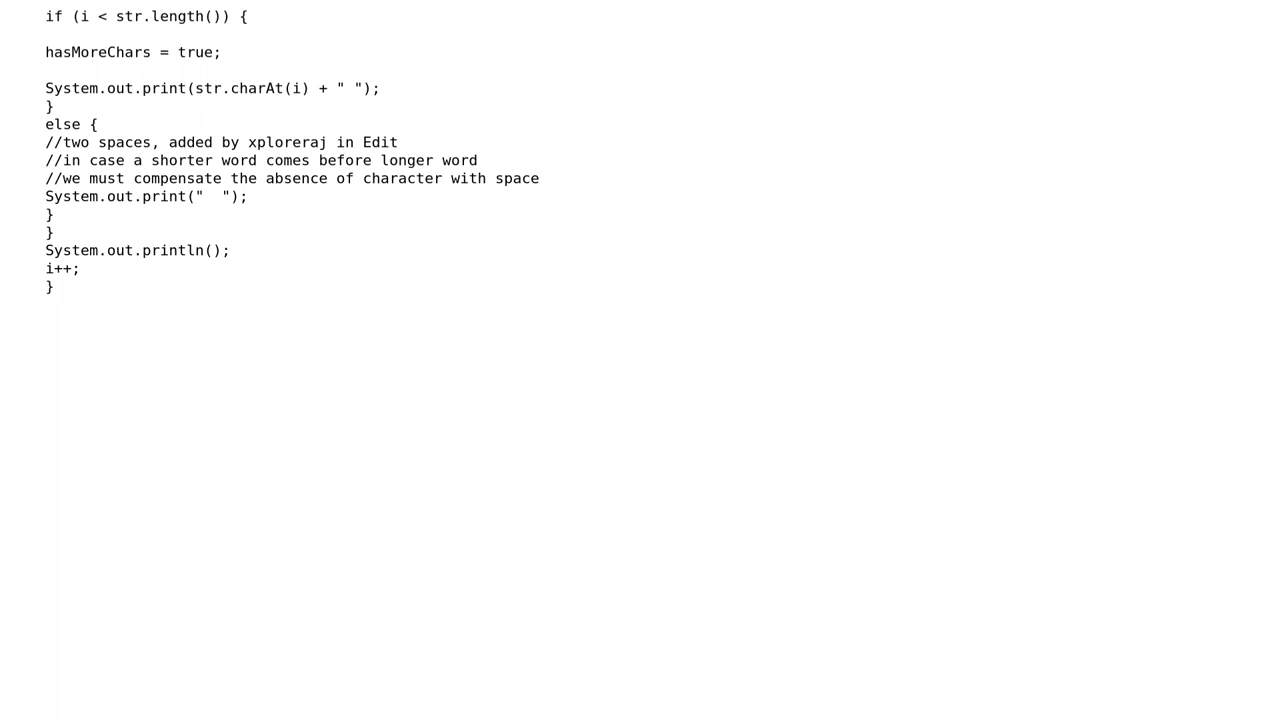 if (i < str.length()) {
hasMoreChars = true;
System.out.print(str.charAt(i) + " ");
}
else {
//two spaces, added by xploreraj in Edit
//in case a shorter word comes before longer word
//we must compensate the absence of character with space
System.out.print("  ");
}
}
System.out.println();
i++;
}